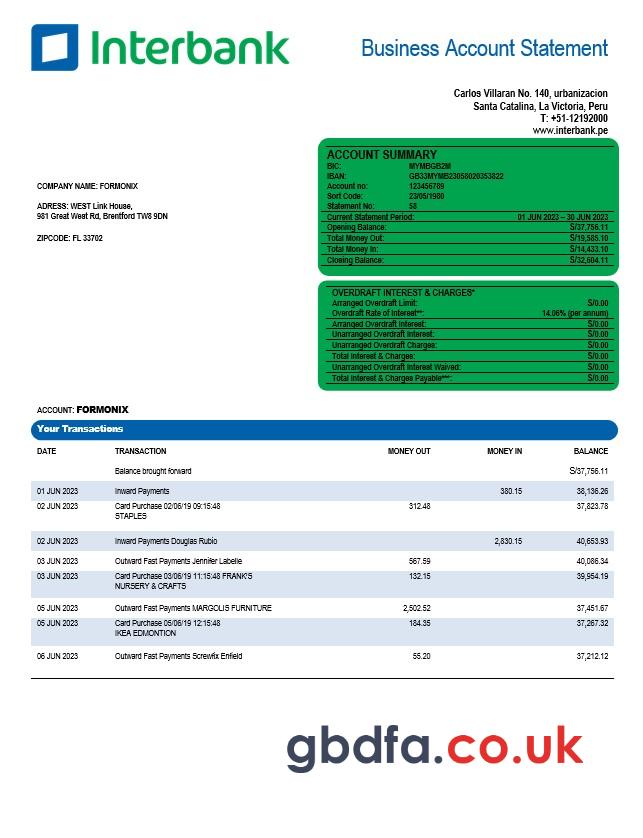 Interbank
Business Account Statement
Carlos Villaran No. 140, urbanizacion
Santa Catalina, La Victoria, Peru
T: +51-12192000
www.interbank.pe
COMPANY NAME: FORMONIX
ADRESS: WEST Link House,
981 Great West Rd, Brentford TW8 9DN
ZIPCODE: FL 33702
ACCOUNT SUMMARY
BIC: MYMBGB2M
IBAN: GB33MYMB23058020353822
Account no: 123456789
Sort Code: 23/05/1980
Statement No: 58
Current Statement Period: 01 JUN 2023 – 30 JUN 2023
Opening Balance: S/37,756.11
Total Money Out: S/19,585.10
Total Money In: S/14,433.10
Closing Balance: S/32,604.11
OVERDRAFT INTEREST & CHARGES*
Arranged Overdraft Limit: S/0.00
Overdraft Rate of Interest**: 14.06% (per annum)
Arranged Overdraft Interest: S/0.00
Unarranged Overdraft Interest: S/0.00
Unarranged Overdraft Charges: S/0.00
Total Interest & Charges: S/0.00
Unarranged Overdraft Interest Waived: S/0.00
Total Interest & Charges Payable***: S/0.00
ACCOUNT: FORMONIX
Your Transactions
DATE TRANSACTION MONEY OUT MONEY IN BALANCE
Balance brought forward S/37,756.11
01 JUN 2023 Inward Payments 380.15 38,136.26
02 JUN 2023 Card Purchase 02/06/19 09:15:48 312.48 37,823.78
STAPLES
02 JUN 2023 Inward Payments Douglas Rubio 2,830.15 40,653.93
03 JUN 2023 Outward Fast Payments Jennifer Labelle 567.59 40,086.34
03 JUN 2023 Card Purchase 03/06/19 11:15:48 FRANK'S 132.15 39,954.19
NURSERY & CRAFTS
05 JUN 2023 Outward Fast Payments MARGOLIS FURNITURE 2,502.52 37,451.67
05 JUN 2023 Card Purchase 05/06/19 12:15:48 184.35 37,267.32
IKEA EDMONTION
06 JUN 2023 Outward Fast Payments Screwfix Enfield 55.20 37,212.12
gbdfa.co.uk